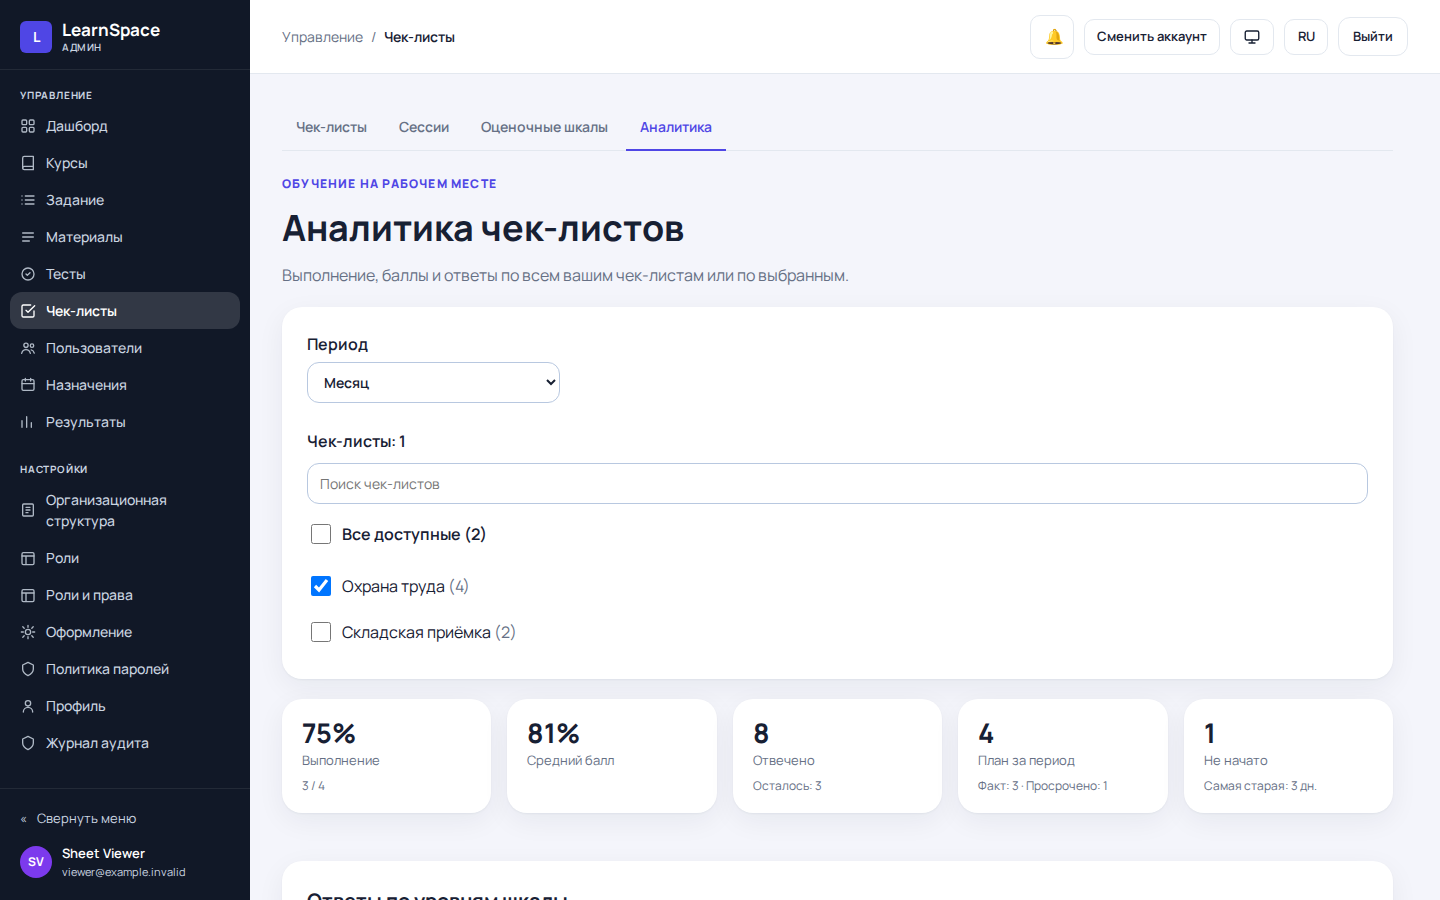 L
LearnSpace
АДМИН
УПРАВЛЕНИЕ
Дашборд
Курсы
Задание
Материалы
Тесты
Чек-листы
Пользователи
Назначения
Результаты
НАСТРОЙКИ
Организационная
структура
Роли
Роли и права
Оформление
Политика паролей
Профиль
Журнал аудита
« Свернуть меню
SV
Sheet Viewer
viewer@example.invalid
Управление / Чек-листы
Сменить аккаунт
RU
Выйти
Чек-листы Сессии Оценочные шкалы Аналитика
ОБУЧЕНИЕ НА РАБОЧЕМ МЕСТЕ
Аналитика чек-листов
Выполнение, баллы и ответы по всем вашим чек-листам или по выбранным.
Период
Месяц
Чек-листы: 1
Поиск чек-листов
Все доступные (2)
Охрана труда (4)
Складская приёмка (2)
75%
Выполнение
3 / 4
81%
Средний балл
8
Отвечено
Осталось: 3
4
План за период
Факт: 3 · Просрочено: 1
1
Не начато
Самая старая: 3 дн.
Ответы по уровням шкалы